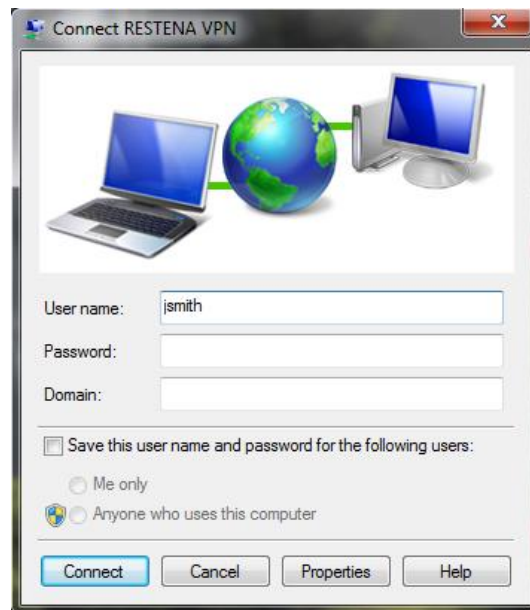 Connect RESTENA VPN
User name: jsmith
Password:
Domain:
Save this user name and password for the following users:
Me only
Anyone who uses this computer
Connect Cancel Properties Help